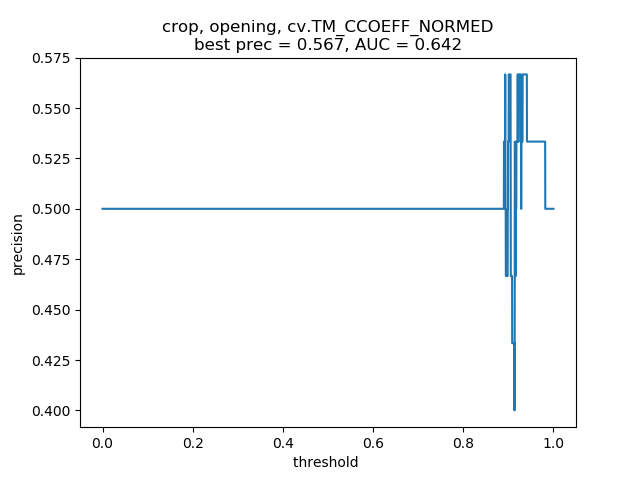 crop, opening, cv.TM_CCOEFF_NORMED
best prec = 0.567, AUC = 0.642
0.575
0.550
0.525
0.500
0.475
0.450
0.425
0.400
precision
0.0 0.2 0.4 0.6 0.8 1.0
threshold